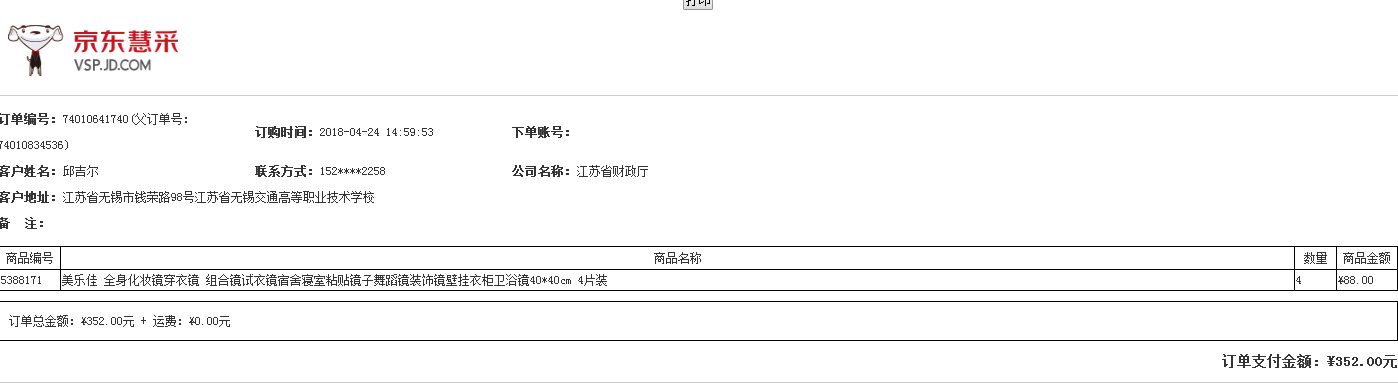 打印
京东慧采
VSP.JD.COM
订单编号：74010641740(父订单号：
74010834536)
订购时间：2018-04-24 14:59:53
下单账号：
客户姓名：邱吉尔
联系方式：152****2258
公司名称：江苏省财政厅
客户地址：江苏省无锡市钱荣路98号江苏省无锡交通高等职业技术学校
备 注：
商品编号 商品名称 数量 商品金额
5388171 美乐佳 全身化妆镜穿衣镜 组合镜试衣镜宿舍寝室粘贴镜子舞蹈镜装饰镜壁挂衣柜卫浴镜40*40cm 4片装 4 ¥88.00
订单总金额：¥352.00元 + 运费：¥0.00元
订单支付金额：¥352.00元